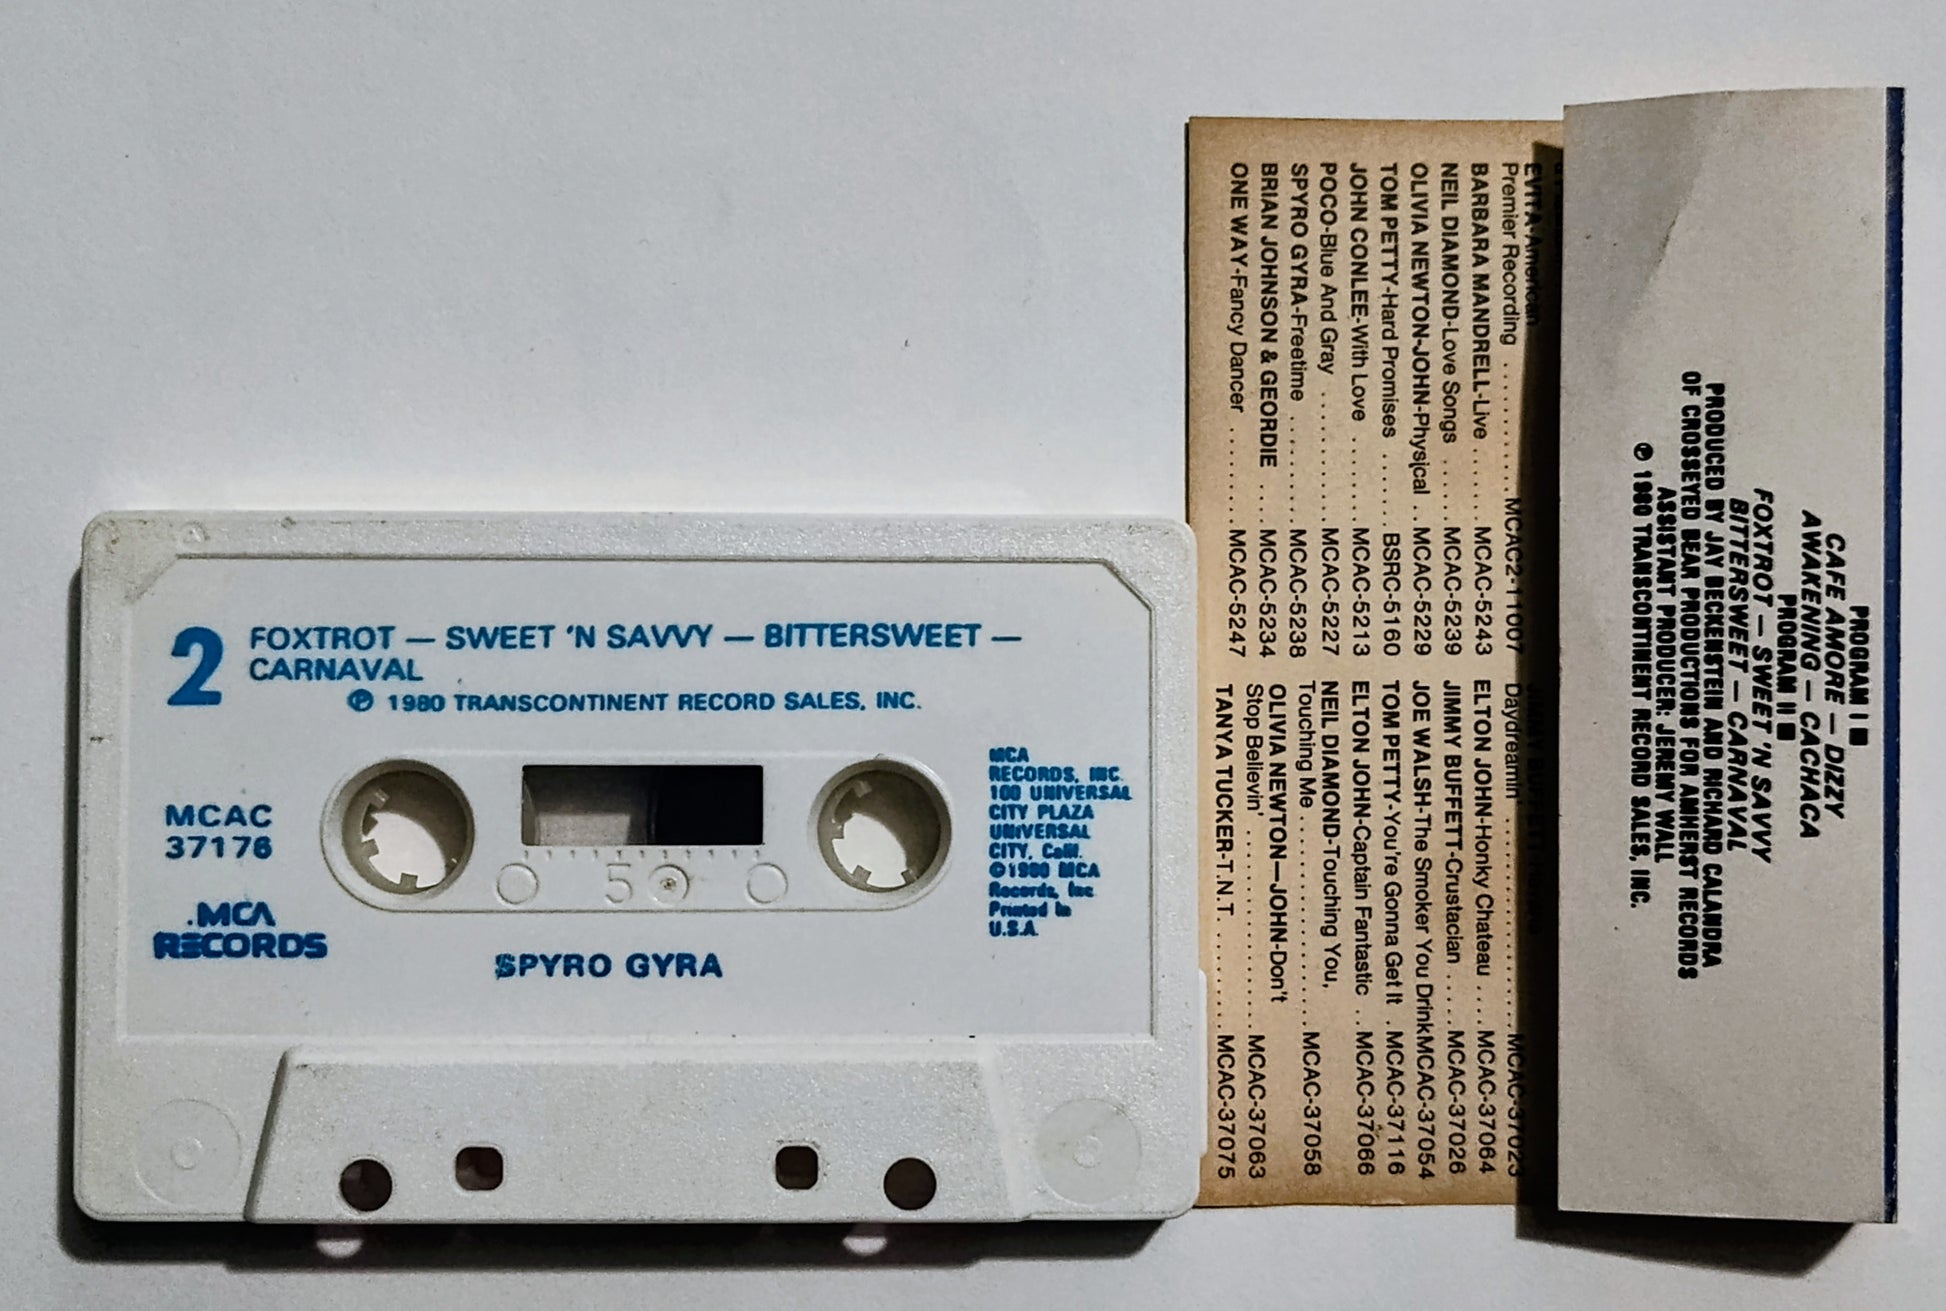 2
FOXTROT — SWEET 'N SAVVY — BITTERSWEET —
CARNAVAL
℗ 1980 TRANSCONTINENT RECORD SALES, INC.
MCAC
37176
MCA
RECORDS
MCA
RECORDS, INC.
100 UNIVERSAL
CITY PLAZA
UNIVERSAL
CITY, Calif.
©1980 MCA
Records, Inc
Printed In
U.S.A.
50
SPYRO GYRA
EVITA-American
Premier Recording ..........MCAC2-11007
BARBARA MANDRELL-Live ......MCAC-5243
NEIL DIAMOND-Love Songs .....MCAC-5239
OLIVIA NEWTON-JOHN-Physical ..MCAC-5229
TOM PETTY-Hard Promises ......BSRC-5160
JOHN CONLEE-With Love .......MCAC-5213
POCO-Blue And Gray ..........MCAC-5227
SPYRO GYRA-Freetime .........MCAC-5238
BRIAN JOHNSON & GEORDIE ....MCAC-5234
ONE WAY-Fancy Dancer ........MCAC-5247
JIMMY BUFFETT
Daydreamin' ................MCAC-37023
ELTON JOHN-Honky Chateau ....MCAC-37064
JIMMY BUFFETT-Crustacian .....MCAC-37026
JOE WALSH-The Smoker You DrinkMCAC-37054
TOM PETTY-You're Gonna Get It .MCAC-37116
ELTON JOHN-Captain Fantastic ..MCAC-37066
NEIL DIAMOND-Touching You,
Touching Me ...............MCAC-37058
OLIVIA NEWTON—JOHN-Don't
Stop Believin' ...............MCAC-37063
TANYA TUCKER-T.N.T. .........MCAC-37075
PROGRAM I
CAFE AMORE — DIZZY
AWAKENING — CACHACA
PROGRAM II
FOXTROT — SWEET 'N SAVVY
BITTERSWEET — CARNAVAL
PRODUCED BY JAY BECKENSTEIN AND RICHARD CALANDRA
OF CROSSEYED BEAR PRODUCTIONS FOR AMHERST RECORDS
ASSISTANT PRODUCER: JEREMY WALL
℗ 1980 TRANSCONTINENT RECORD SALES, INC.